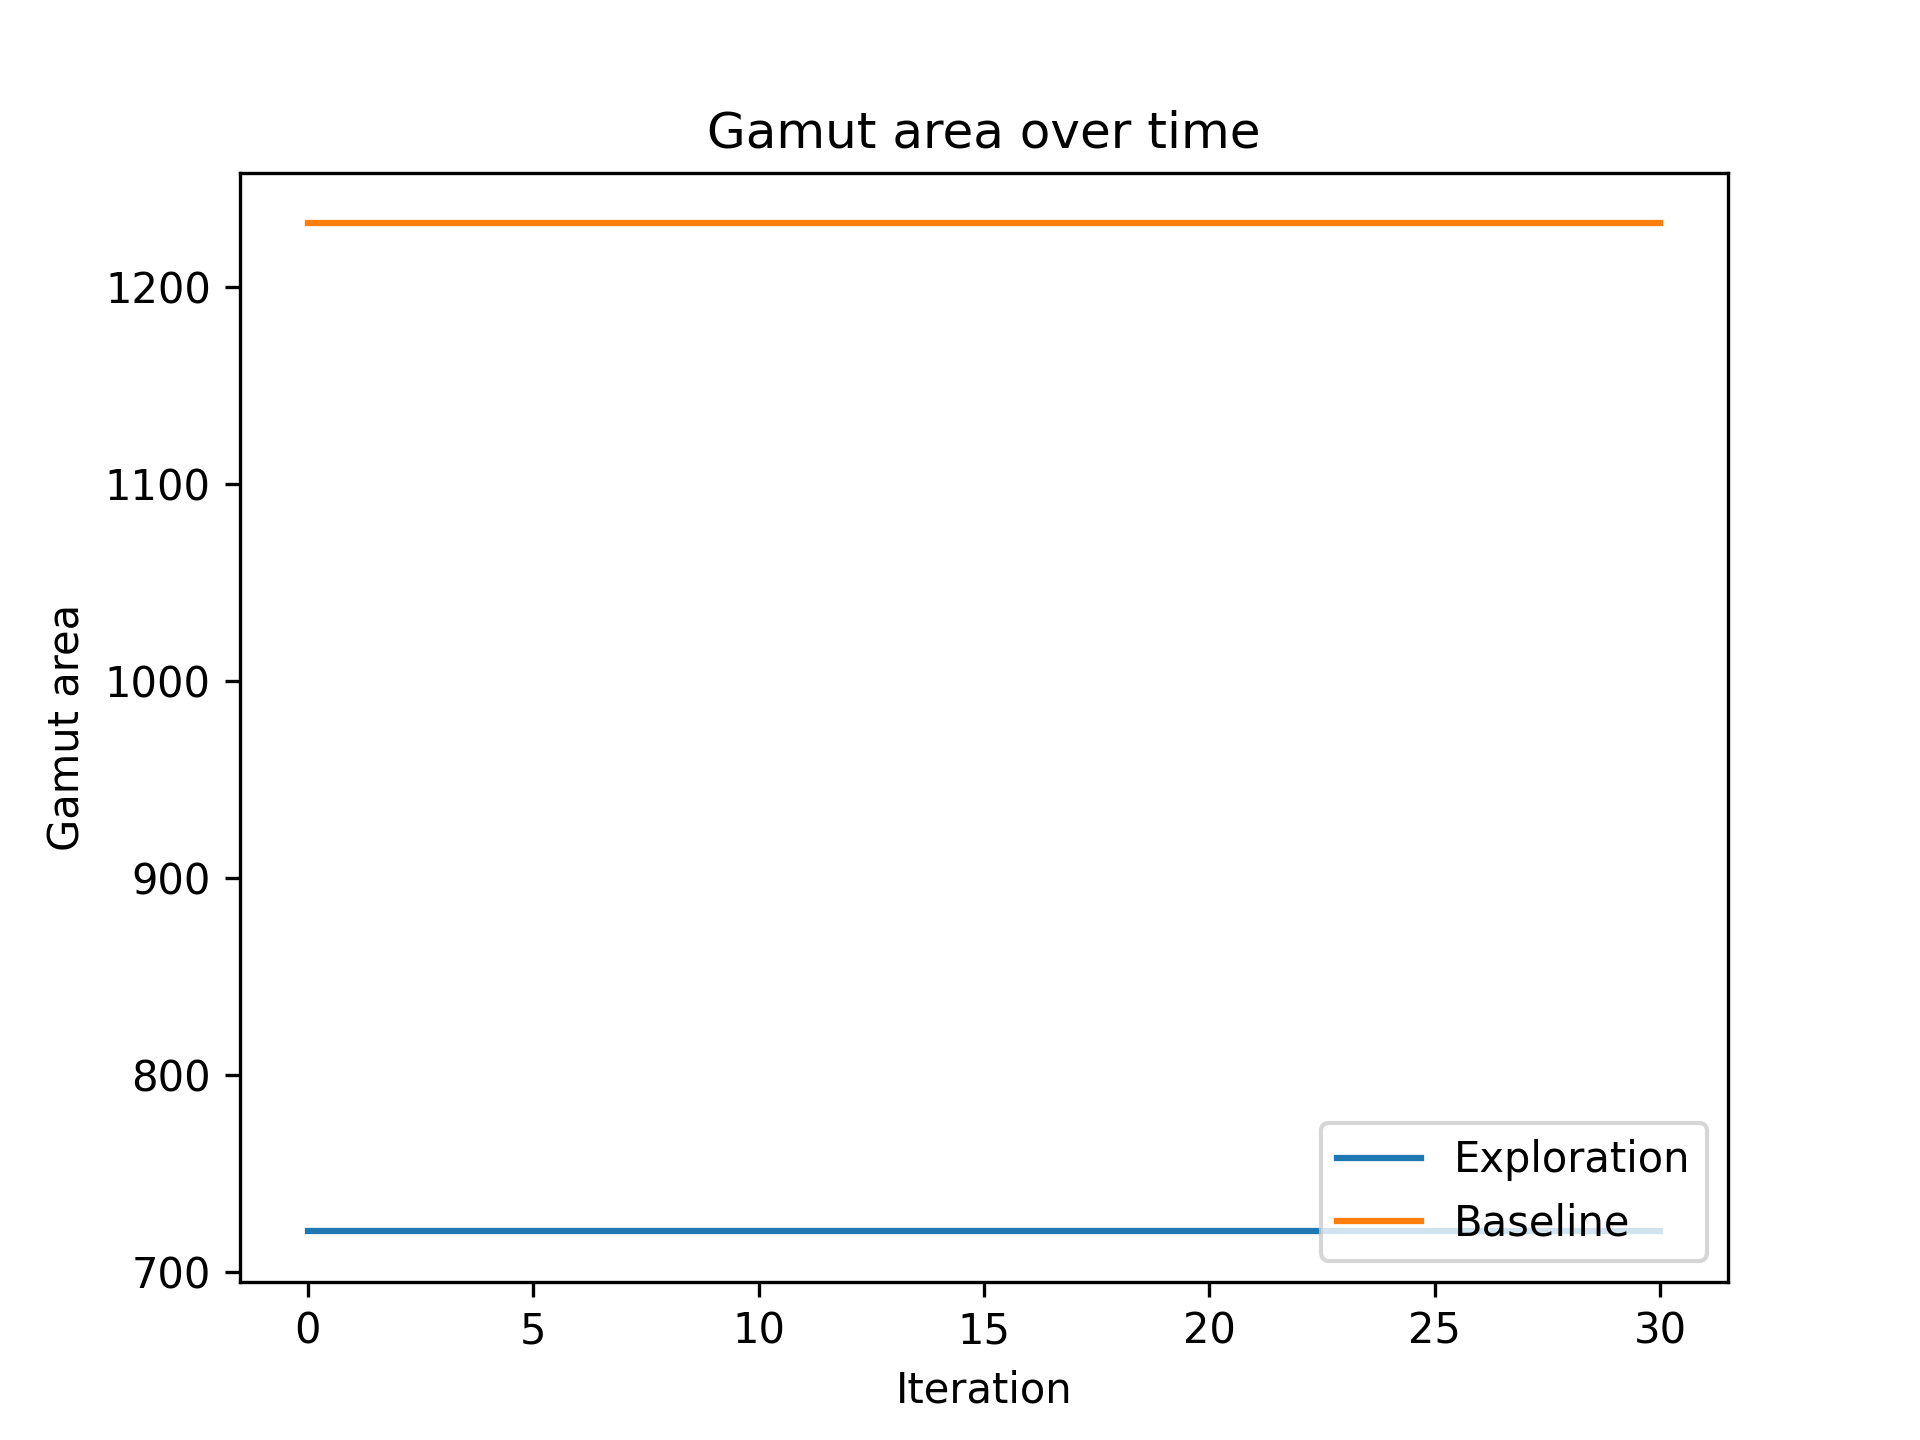 Gamut area over time
1200
1100
1000
900
800
700
Gamut area
Exploration
Baseline
0 5 10 15 20 25 30
Iteration